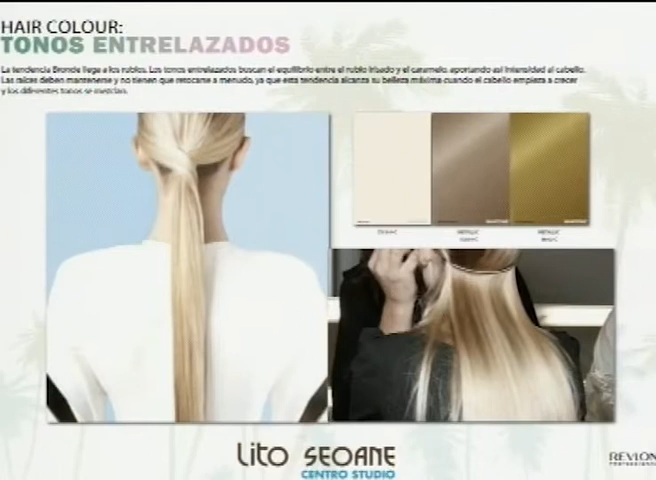 HAIR COLOUR:
TONOS ENTRELAZADOS
La tendencia Bronde llega a los rubios. Los tonos entrelazados buscan el equilibrio entre el rubio tiluado y el caramelo, aportando así intensidad al cabello.
Las raíces deben mantenerse y no tienen que retocarse a menudo, ya que esta tendencia alcanza su belleza máxima cuando el cabello empieza a crecer
y los diferentes tonos se mezclan.
Lito SEOANE
CENTRO STUDIO
REVLON